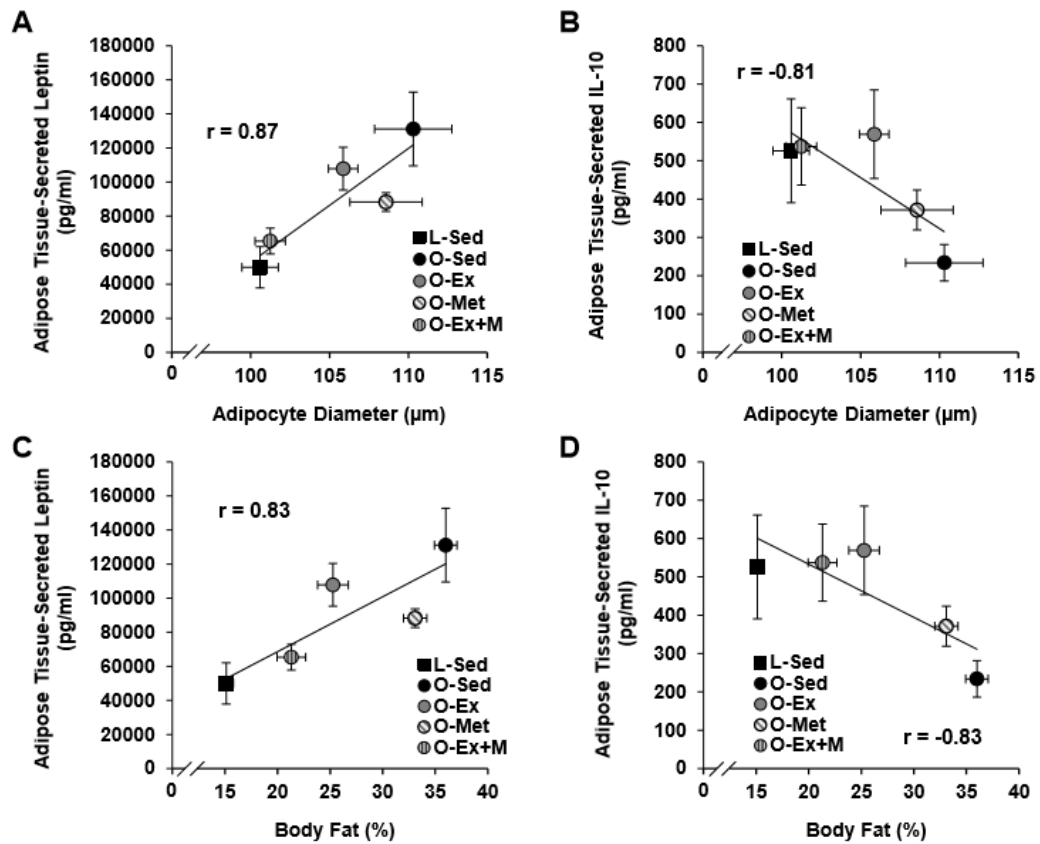 A
Adipose Tissue-Secreted Leptin
(pg/ml)
180000
160000
140000
120000
100000
80000
60000
40000
20000
0
r = 0.87
L-Sed
O-Sed
O-Ex
O-Met
O-Ex+M
0
100
105
110
115
Adipocyte Diameter (µm)
B
Adipose Tissue-Secreted IL-10
(pg/ml)
800
700
600
500
400
300
200
100
0
r = -0.81
L-Sed
O-Sed
O-Ex
O-Met
O-Ex+M
0
100
105
110
115
Adipocyte Diameter (µm)
C
Adipose Tissue-Secreted Leptin
(pg/ml)
180000
160000
140000
120000
100000
80000
60000
40000
20000
0
r = 0.83
L-Sed
O-Sed
O-Ex
O-Met
O-Ex+M
0
15
20
25
30
35
40
Body Fat (%)
D
Adipose Tissue-Secreted IL-10
(pg/ml)
800
700
600
500
400
300
200
100
0
L-Sed
O-Sed
O-Ex
O-Met
O-Ex+M
r = -0.83
0
15
20
25
30
35
40
Body Fat (%)